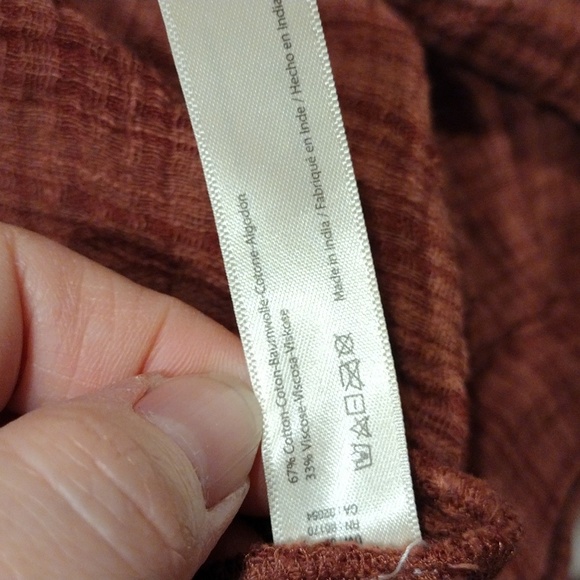 67% Cotton-Coton-Baumwolle-Cotone-Algodón
33% Viscose-Viscosa-Viskose
Made in India / Fabriqué en Inde / Hecho en India
RN: 86170
CA: 32054